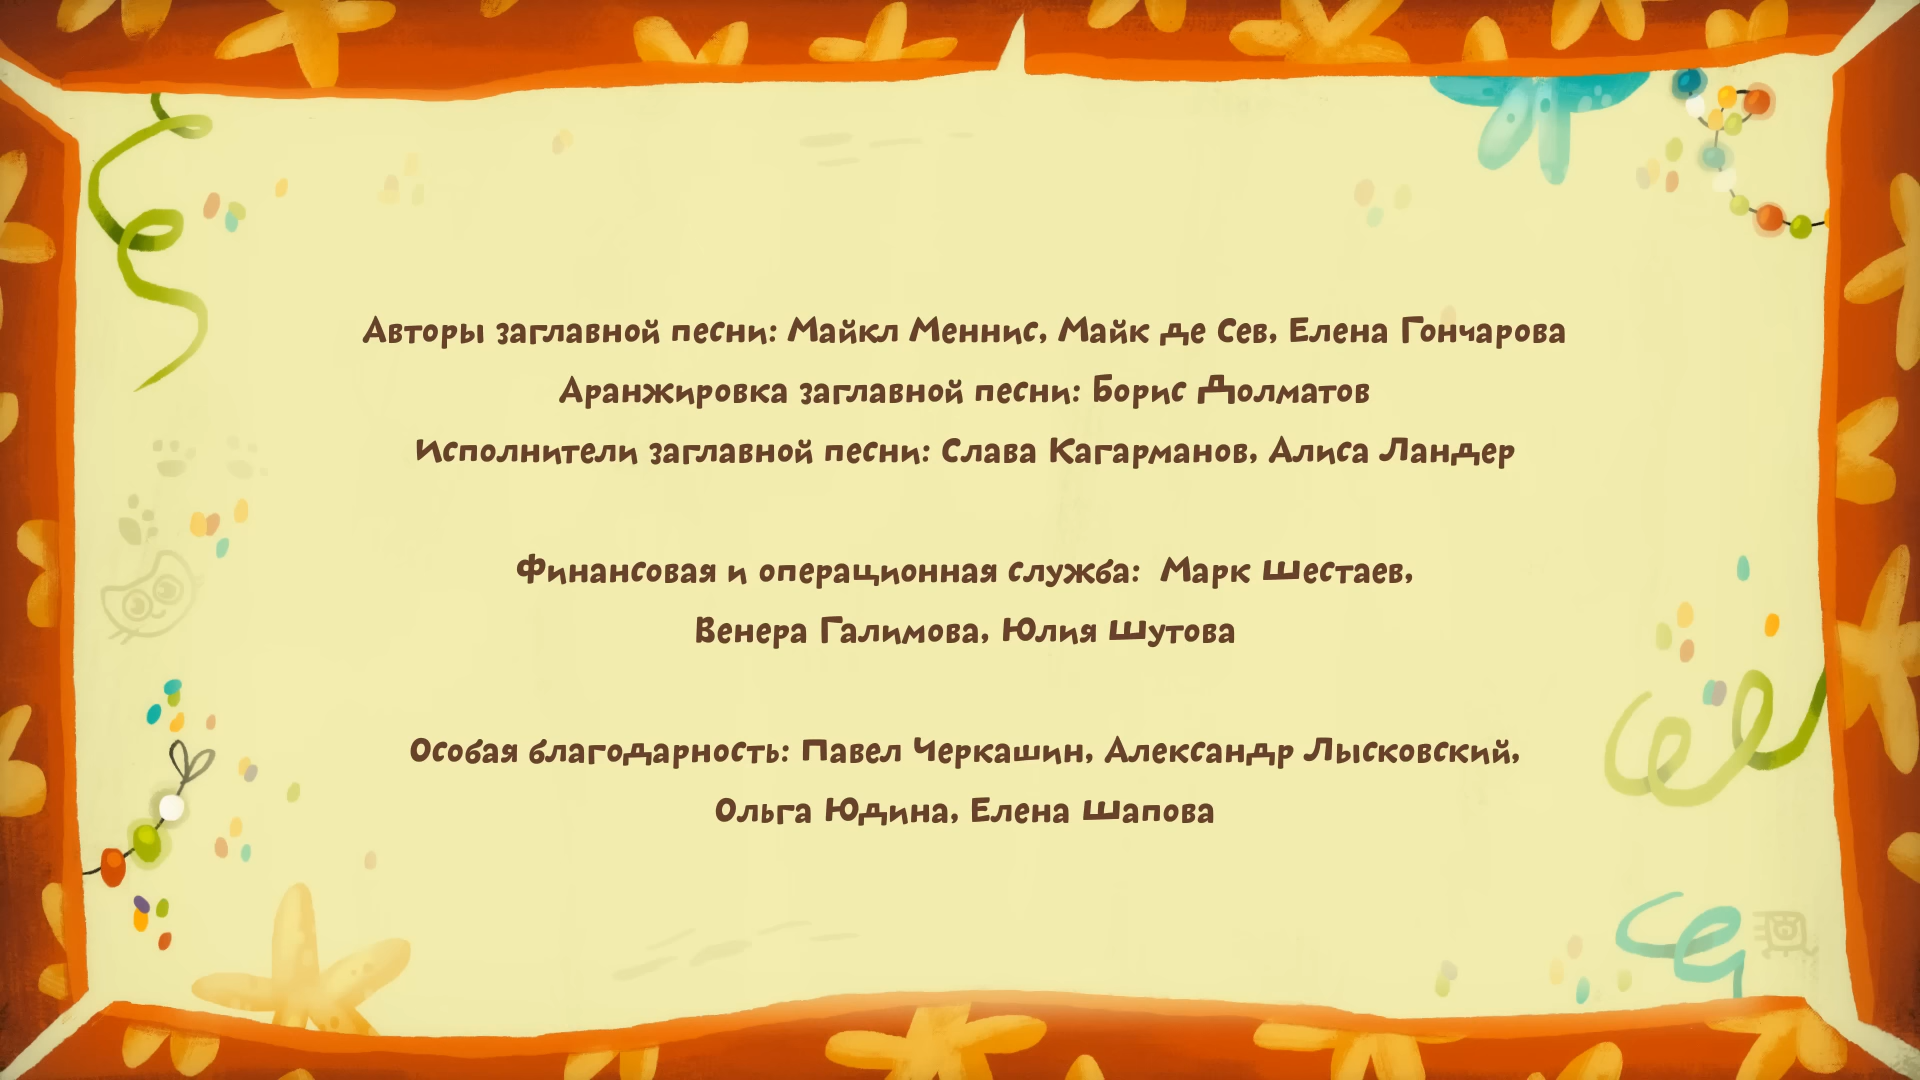 Авторы заглавной песни: Майкл Меннис, Майк де Сев, Елена Гончарова
Аранжировка заглавной песни: Борис Долматов
Исполнители заглавной песни: Слава Кагарманов, Алиса Ландер
Финансовая и операционная служба: Марк Шестаев,
Венера Галимова, Юлия Шутова
Особая благодарность: Павел Черкашин, Александр Лысковский,
Ольга Юдина, Елена Шапова